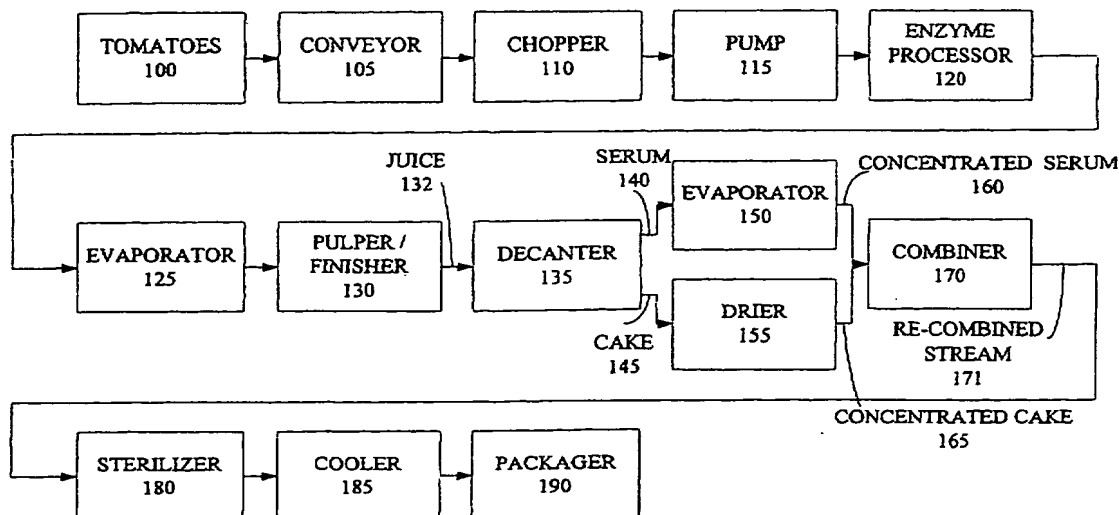 TOMATOES
100
CONVEYOR
105
CHOPPER
110
PUMP
115
ENZYME
PROCESSOR
120
JUICE
132
SERUM
140
CONCENTRATED SERUM
160
EVAPORATOR
125
PULPER /
FINISHER
130
DECANTER
135
EVAPORATOR
150
COMBINER
170
CAKE
145
DRIER
155
RE-COMBINED
STREAM
171
CONCENTRATED CAKE
165
STERILIZER
180
COOLER
185
PACKAGER
190